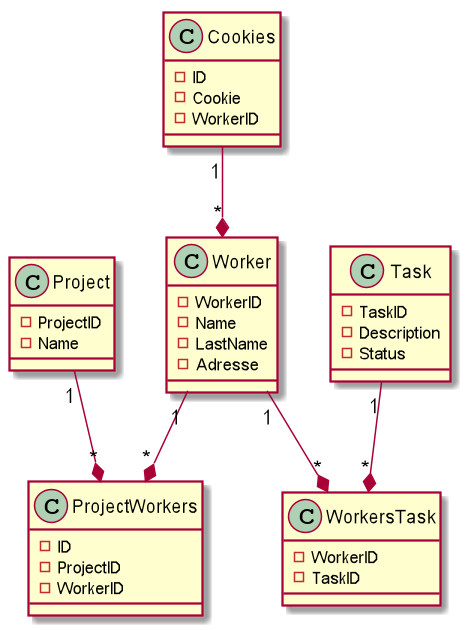 C Cookies
ID
Cookie
WorkerID
1
*
C Project
ProjectID
Name
C Worker
WorkerID
Name
LastName
Adresse
C Task
TaskID
Description
Status
1
1
1
1
*
*
*
*
C ProjectWorkers
ID
ProjectID
WorkerID
C WorkersTask
WorkerID
TaskID